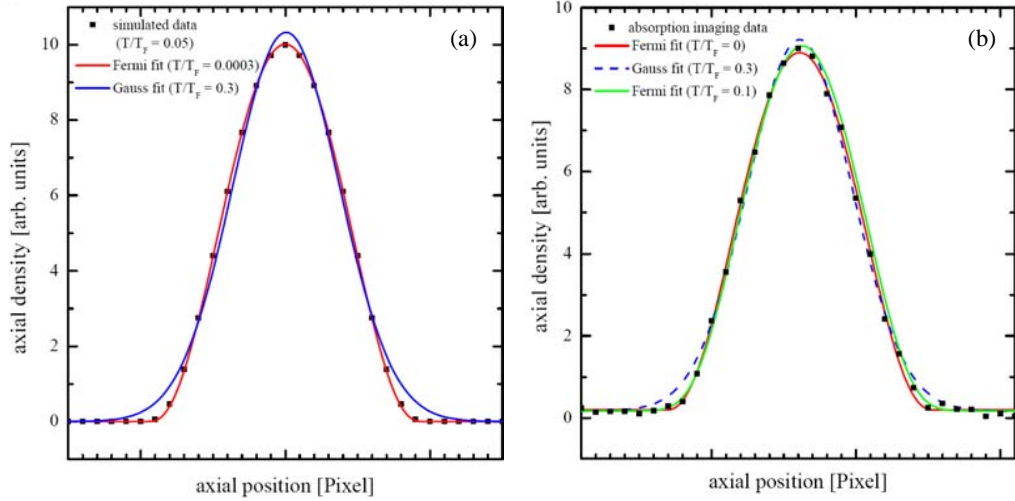 simulated data
(T/T_F = 0.05)
Fermi fit (T/T_F = 0.0003)
Gauss fit (T/T_F = 0.3)
(a)
10
8
6
4
2
0
axial density [arb. units]
axial position [Pixel]
absorption imaging data
Fermi fit (T/T_F = 0)
Gauss fit (T/T_F = 0.3)
Fermi fit (T/T_F = 0.1)
(b)
10
8
6
4
2
0
axial density [arb. units]
axial position [Pixel]